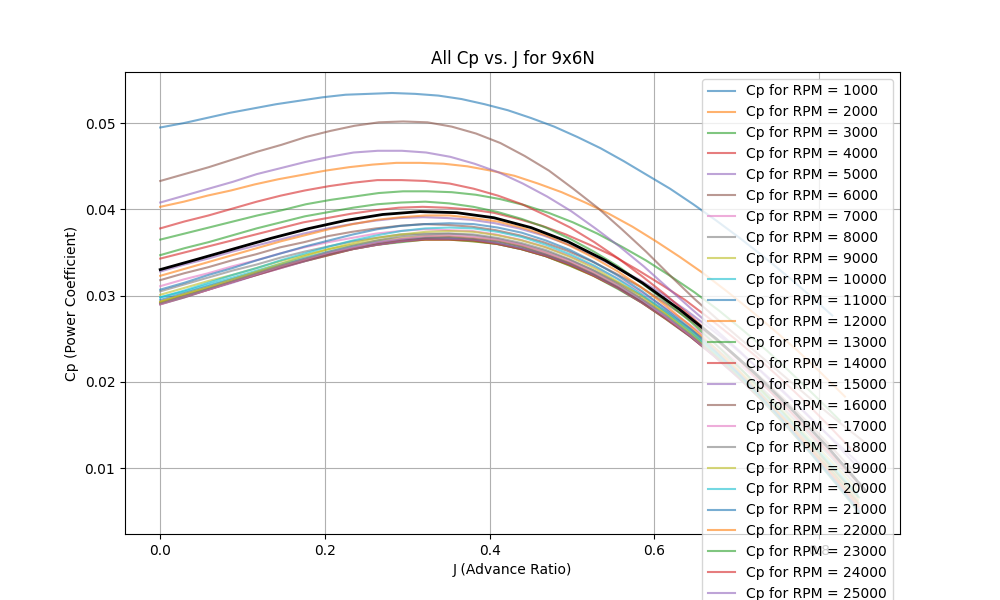 All Cp vs. J for 9x6N
Cp (Power Coefficient)
0.05
0.04
0.03
0.02
0.01
0.0
0.2
0.4
0.6
0.8
J (Advance Ratio)
Cp for RPM = 1000
Cp for RPM = 2000
Cp for RPM = 3000
Cp for RPM = 4000
Cp for RPM = 5000
Cp for RPM = 6000
Cp for RPM = 7000
Cp for RPM = 8000
Cp for RPM = 9000
Cp for RPM = 10000
Cp for RPM = 11000
Cp for RPM = 12000
Cp for RPM = 13000
Cp for RPM = 14000
Cp for RPM = 15000
Cp for RPM = 16000
Cp for RPM = 17000
Cp for RPM = 18000
Cp for RPM = 19000
Cp for RPM = 20000
Cp for RPM = 21000
Cp for RPM = 22000
Cp for RPM = 23000
Cp for RPM = 24000
Cp for RPM = 25000